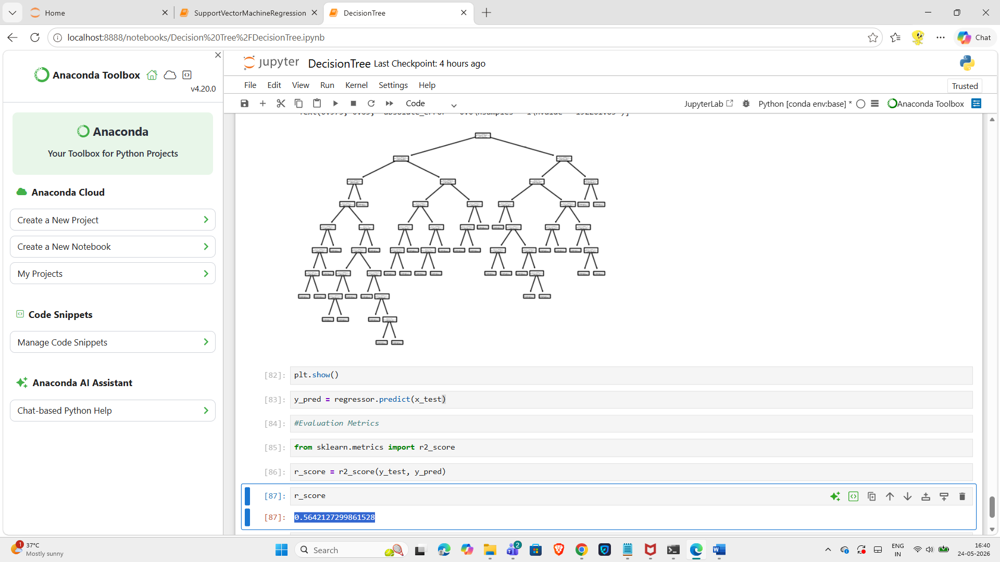 Home
SupportVectorMachineRegression
DecisionTree
localhost:8888/notebooks/Decision%20Tree%2FDecisionTree.ipynb
Chat
Anaconda Toolbox
v4.20.0
Anaconda
Your Toolbox for Python Projects
Anaconda Cloud
Create a New Project
Create a New Notebook
My Projects
Code Snippets
Manage Code Snippets
Anaconda AI Assistant
Chat-based Python Help
jupyter DecisionTree Last Checkpoint: 4 hours ago
File Edit View Run Kernel Settings Help
Trusted
Code
JupyterLab
Python [conda env:base] *
Anaconda Toolbox
[82]: plt.show()
[83]: y_pred = regressor.predict(x_test)
[84]: #Evaluation Metrics
[85]: from sklearn.metrics import r2_score
[86]: r_score = r2_score(y_test, y_pred)
[87]: r_score
[87]: 0.5642127299861528
1
37°C
Mostly sunny
Search
2
ENG
IN
16:40
24-05-2026